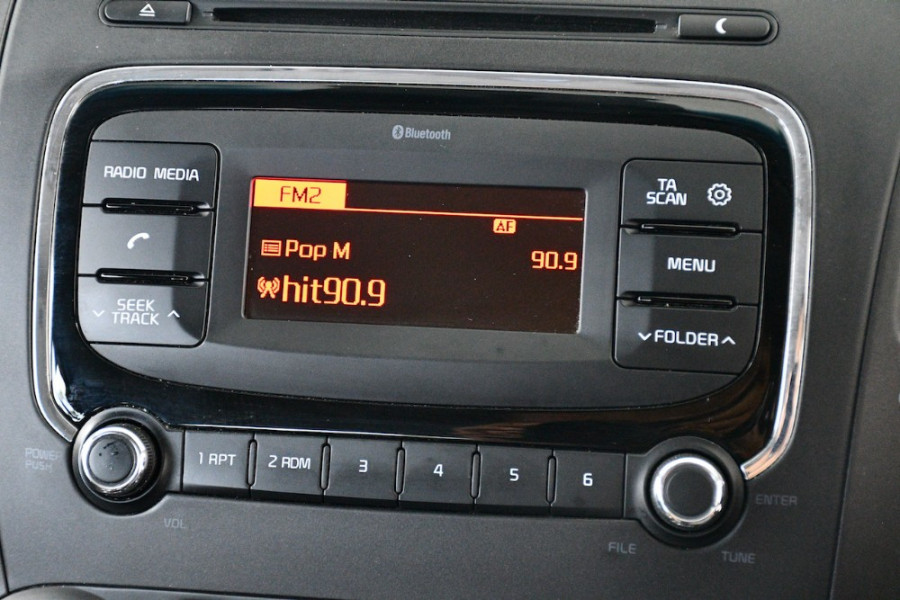 Bluetooth
RADIO MEDIA
SEEK
TRACK
FM2
AF
Pop M
90.9
hit90.9
TA
SCAN
MENU
FOLDER
POWER
PUSH
VOL
1 RPT
2 RDM
3
4
5
6
ENTER
FILE
TUNE